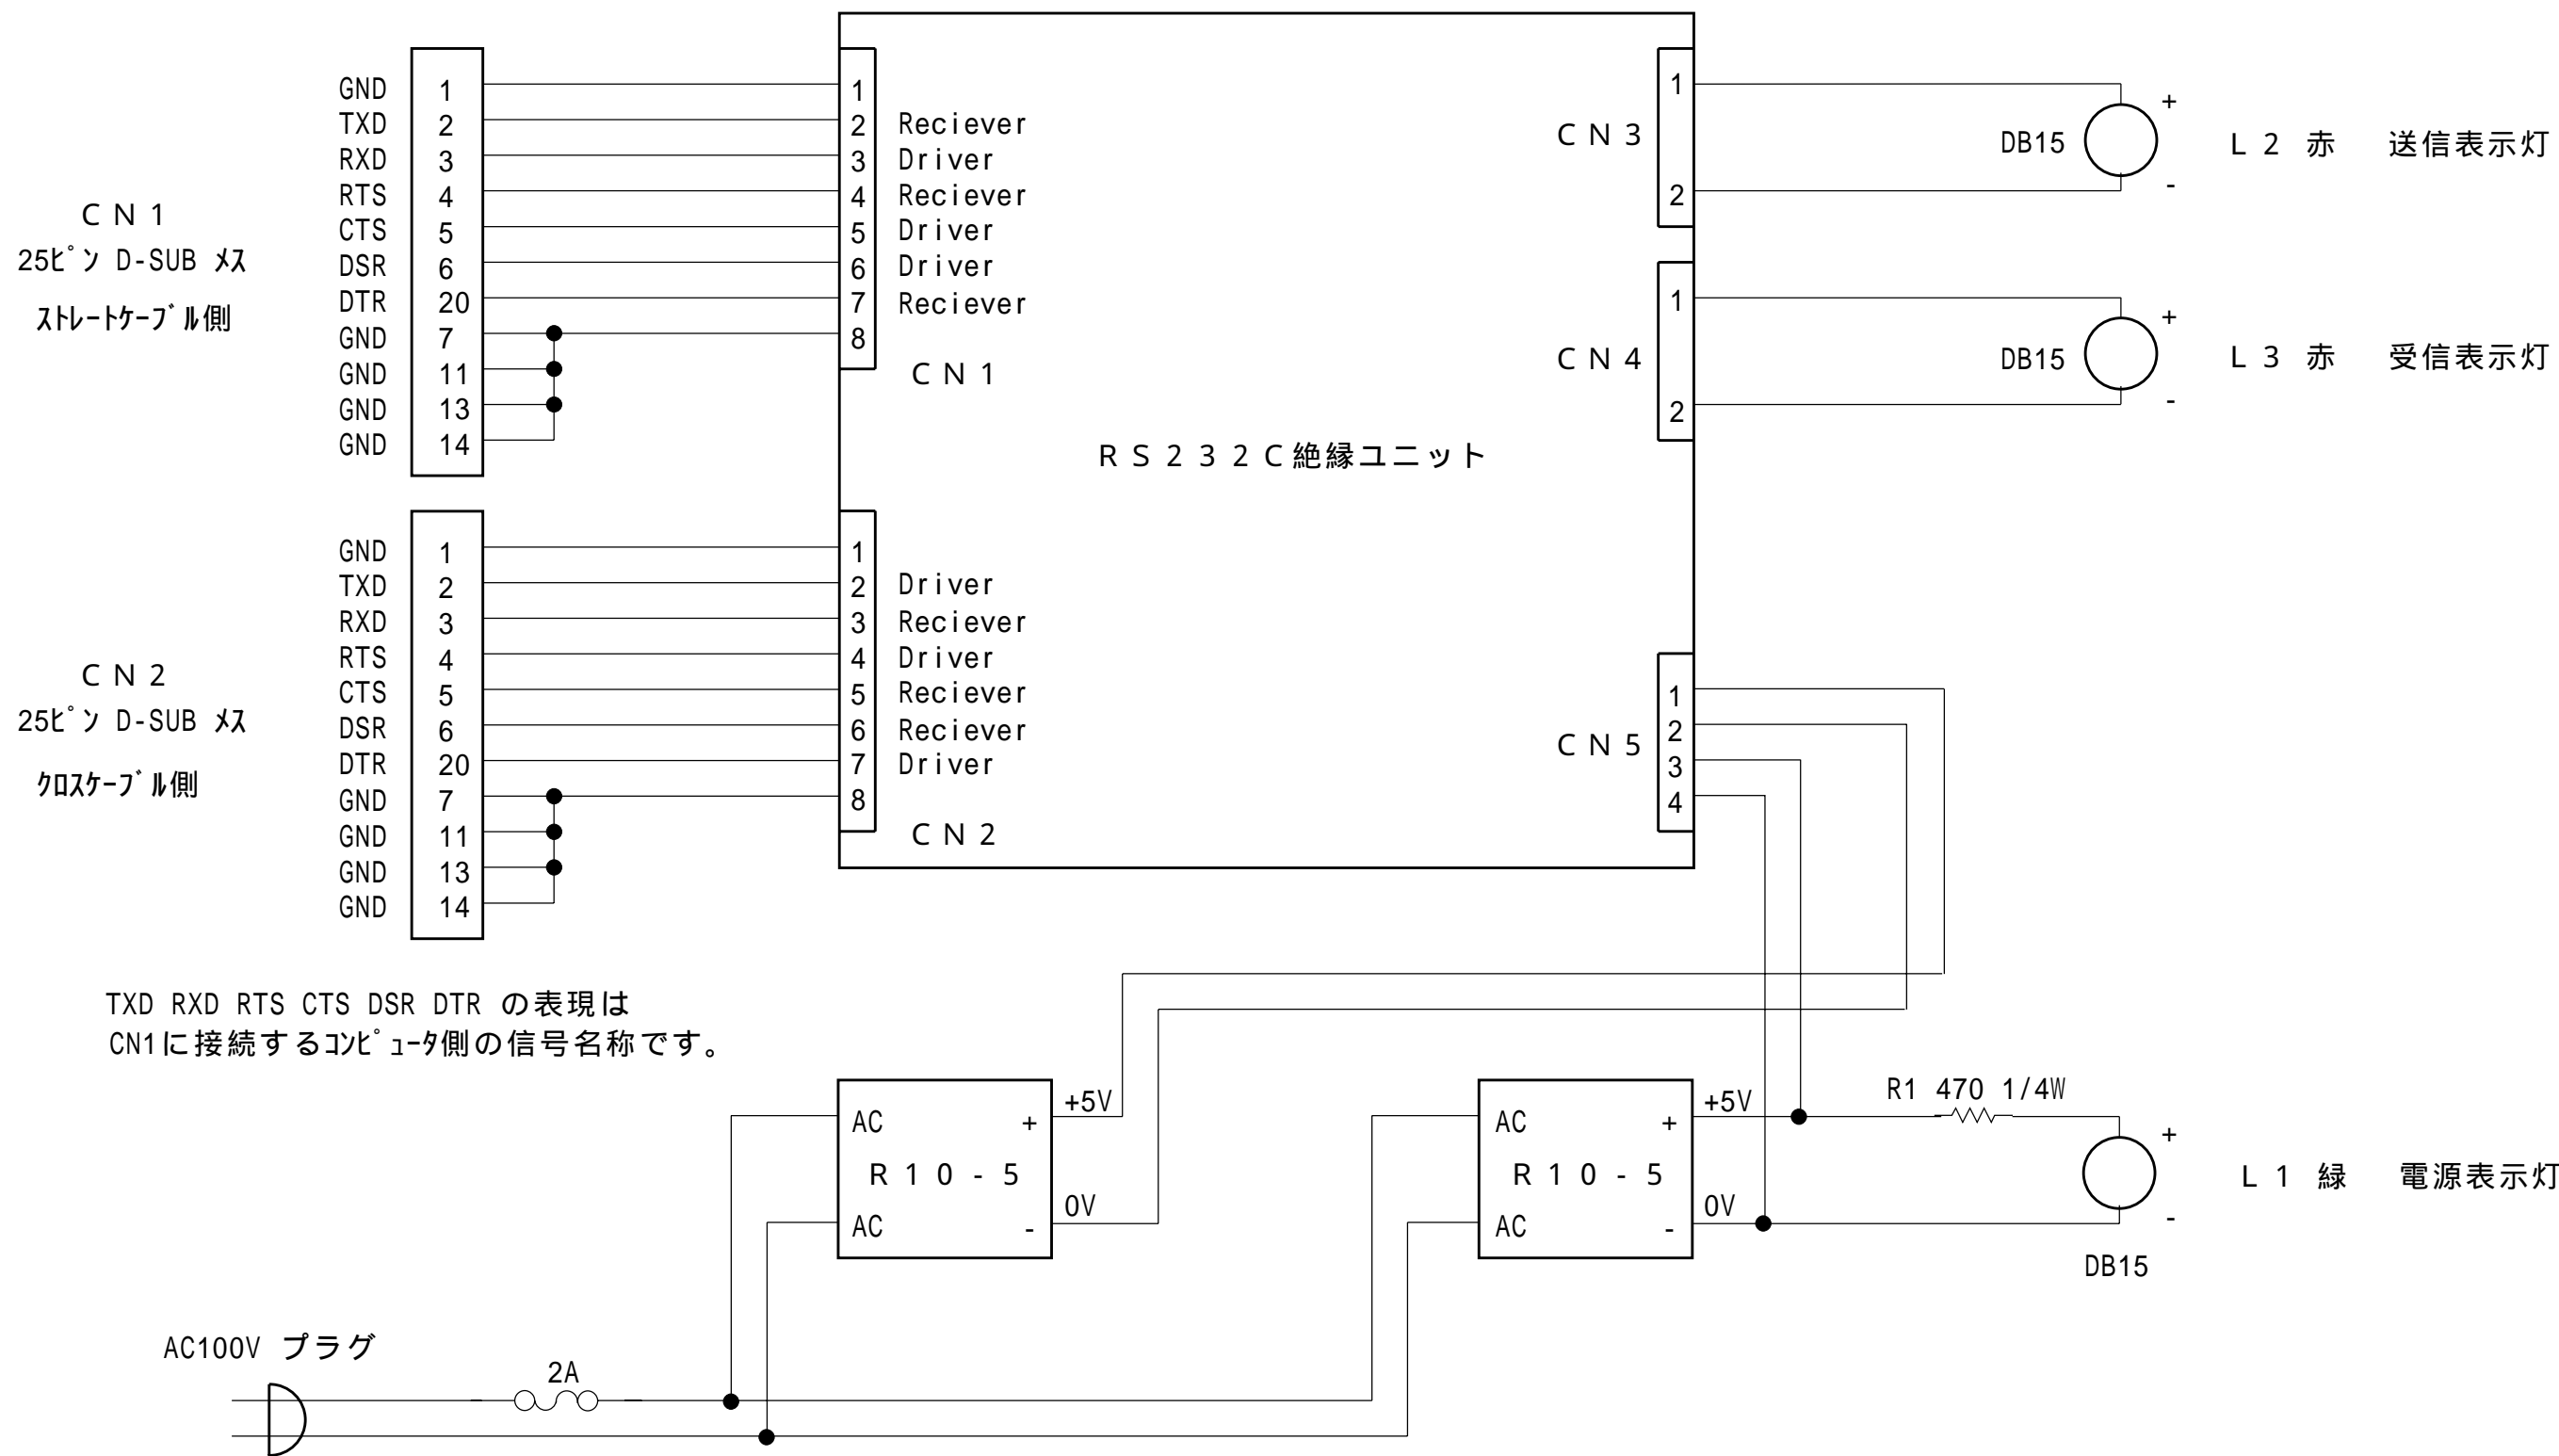 CN1
25ﾋﾟﾝ D-SUB ﾒｽ
ｽﾄﾚｰﾄｹｰﾌﾞﾙ側
GND 1
TXD 2
RXD 3
RTS 4
CTS 5
DSR 6
DTR 20
GND 7
GND 11
GND 13
GND 14
1
2 Reciever
3 Driver
4 Reciever
5 Driver
6 Driver
7 Reciever
8
CN1
RS232C絶縁ユニット
CN3
1
2
DB15
+
-
L2 赤 送信表示灯
CN4
1
2
DB15
+
-
L3 赤 受信表示灯
CN2
25ﾋﾟﾝ D-SUB ﾒｽ
ｸﾛｽｹｰﾌﾞﾙ側
GND 1
TXD 2
RXD 3
RTS 4
CTS 5
DSR 6
DTR 20
GND 7
GND 11
GND 13
GND 14
1
2 Driver
3 Reciever
4 Driver
5 Reciever
6 Reciever
7 Driver
8
CN2
CN5
1
2
3
4
TXD RXD RTS CTS DSR DTR の表現は
CN1に接続するｺﾝﾋﾟｭｰﾀ側の信号名称です。
AC
+
+5V
R10-5
AC
-
0V
AC
+
+5V
R10-5
AC
-
0V
R1 470 1/4W
+
-
L1 緑 電源表示灯
DB15
AC100V プラグ
2A